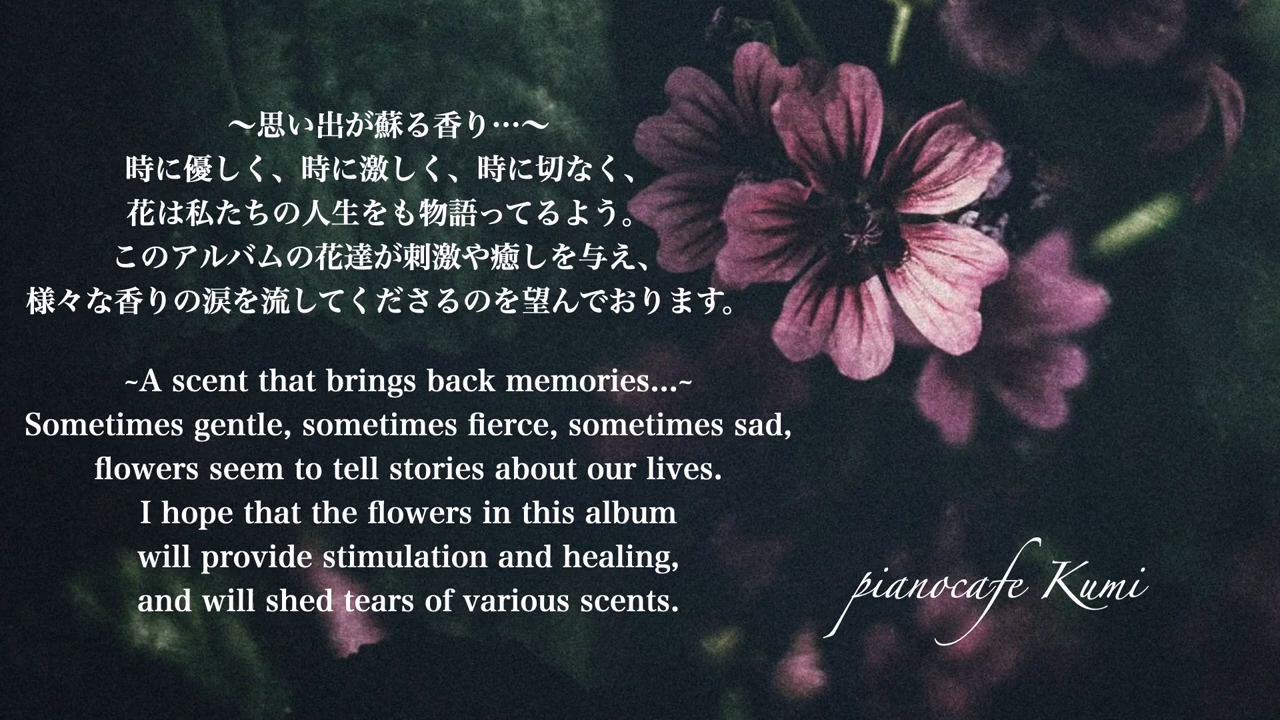 〜思い出が蘇る香り…〜
時に優しく、時に激しく、時に切なく、
花は私たちの人生をも物語ってるよう。
このアルバムの花達が刺激や癒しを与え、
様々な香りの涙を流してくださるのを望んでおります。
~A scent that brings back memories...~
Sometimes gentle, sometimes fierce, sometimes sad,
flowers seem to tell stories about our lives.
I hope that the flowers in this album
will provide stimulation and healing,
and will shed tears of various scents.
pianocafe Kumi